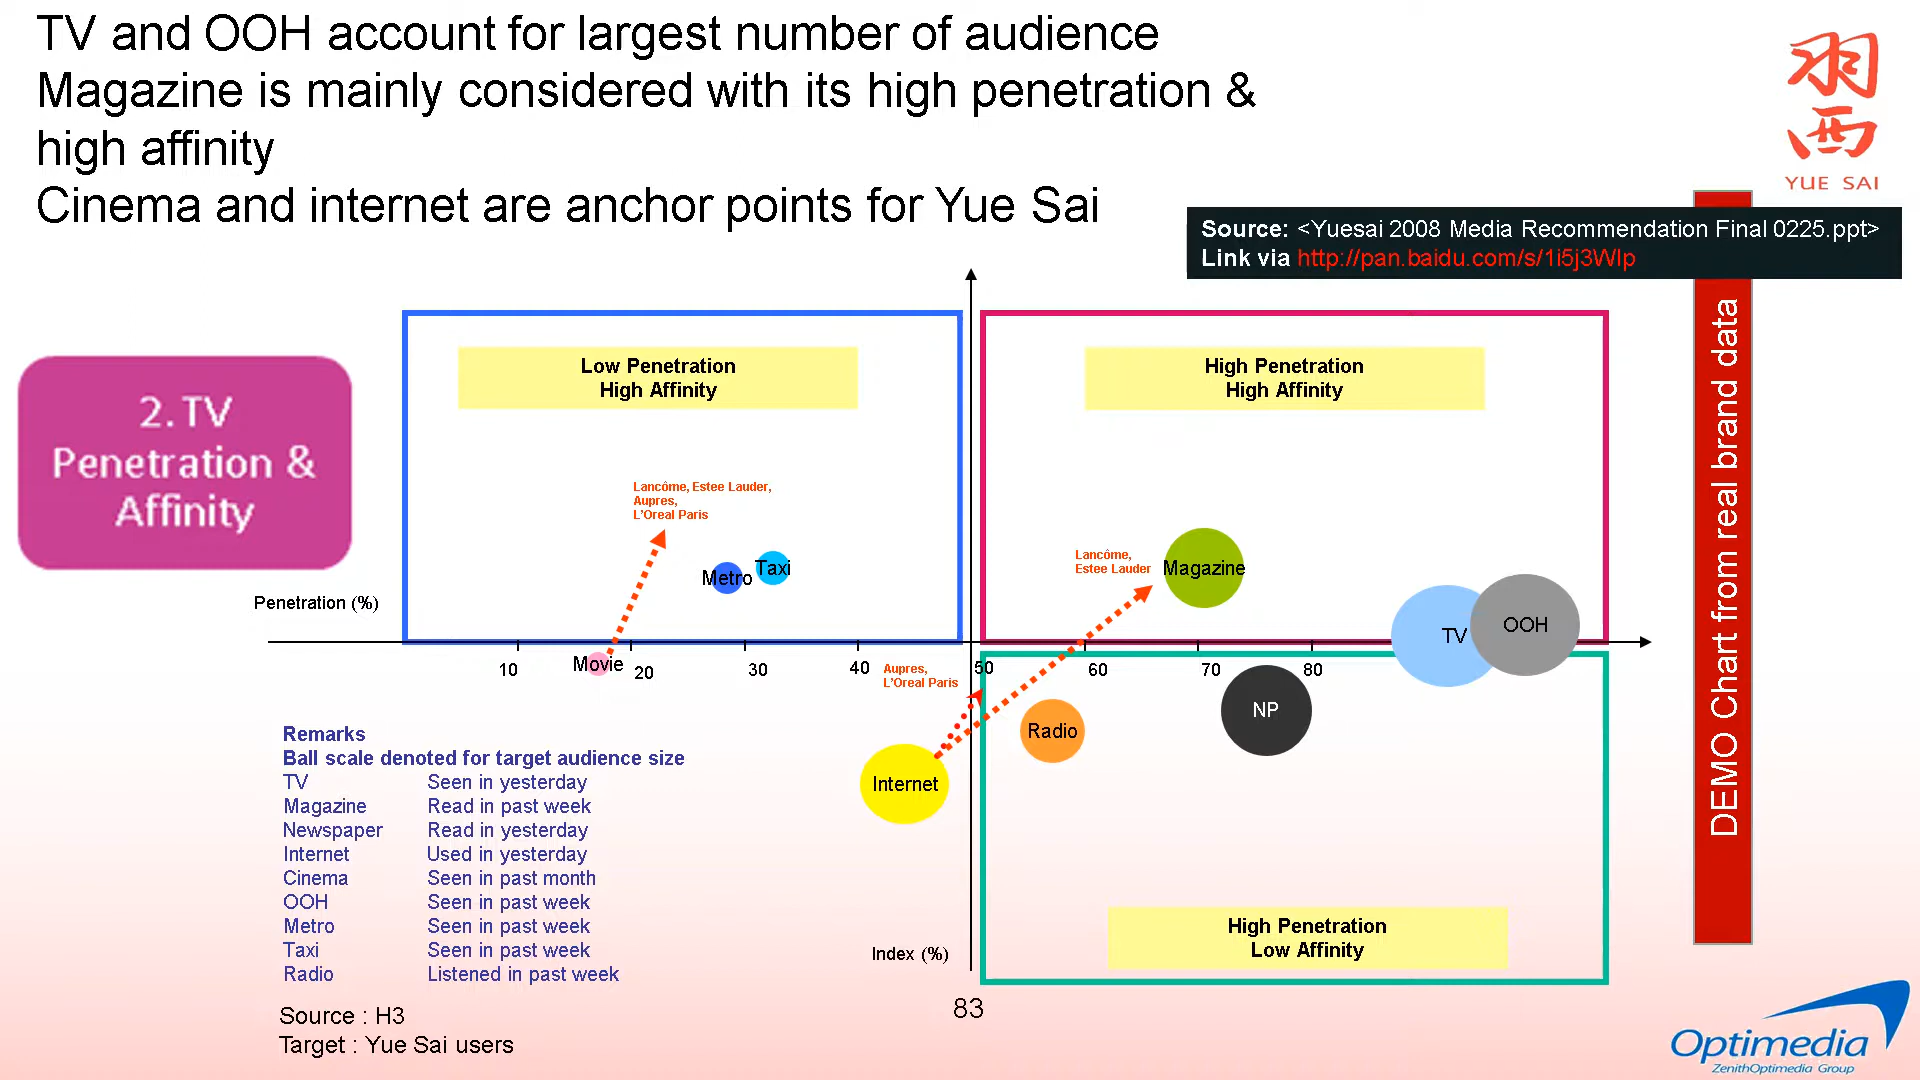 TV and OOH account for largest number of audience
Magazine is mainly considered with its high penetration &
high affinity
Cinema and internet are anchor points for Yue Sai
羽
西
YUE SAI
Source: <Yuesai 2008 Media Recommendation Final 0225.ppt>
Link via http://pan.baidu.com/s/1i5j3WIp
DEMO Chart from real brand data
2. TV
Penetration &
Affinity
Low Penetration
High Affinity
High Penetration
High Affinity
Lancôme, Estee Lauder,
Aupres,
L'Oreal Paris
Metro
Taxi
Lancôme,
Estee Lauder
Magazine
Penetration (%)
TV
OOH
Movie
10
20
30
40
50
60
70
80
Aupres,
L'Oreal Paris
Radio
NP
Internet
Remarks
Ball scale denoted for target audience size
TV Seen in yesterday
Magazine Read in past week
Newspaper Read in yesterday
Internet Used in yesterday
Cinema Seen in past month
OOH Seen in past week
Metro Seen in past week
Taxi Seen in past week
Radio Listened in past week
High Penetration
Low Affinity
Index (%)
83
Source : H3
Target : Yue Sai users
Optimedia
ZenithOptimedia Group